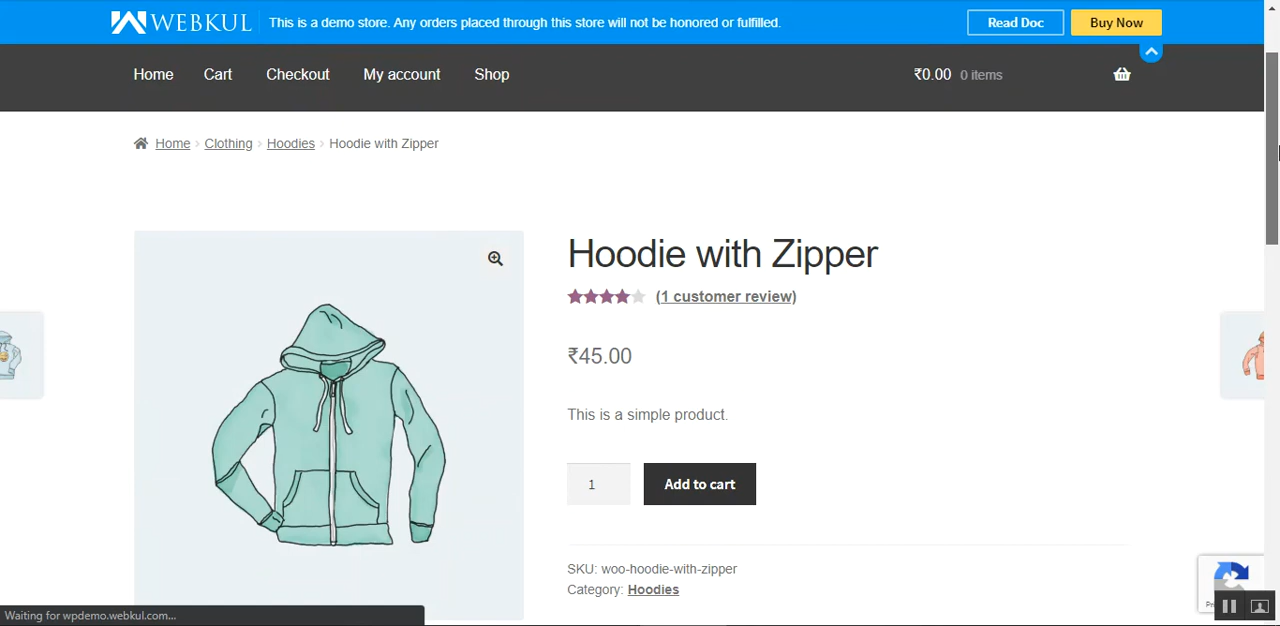 WEBKUL
This is a demo store. Any orders placed through this store will not be honored or fulfilled.
Read Doc
Buy Now
Home
Cart
Checkout
My account
Shop
₹0.00 0 items
Home › Clothing › Hoodies › Hoodie with Zipper
Hoodie with Zipper
(1 customer review)
₹45.00
This is a simple product.
1
Add to cart
SKU: woo-hoodie-with-zipper
Category: Hoodies
Waiting for wpdemo.webkul.com...